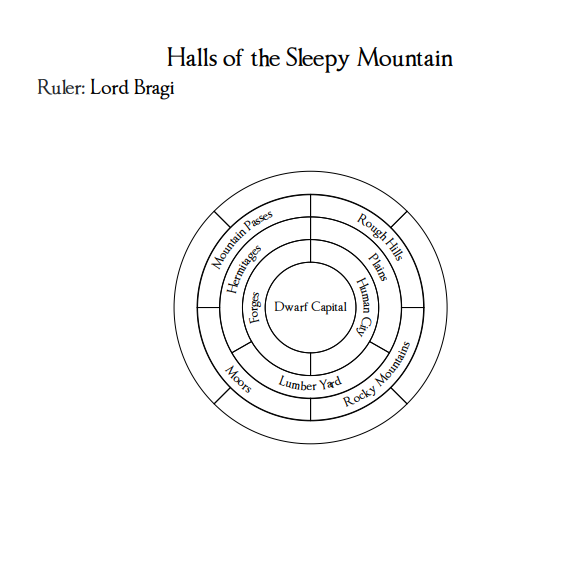 Halls of the Sleepy Mountain
Ruler: Lord Bragi
Mountain Passes
Rough Hills
Hermitages
Plains
Forges
Dwarf Capital
Human City
Moors
Lumber Yard
Rocky Mountains